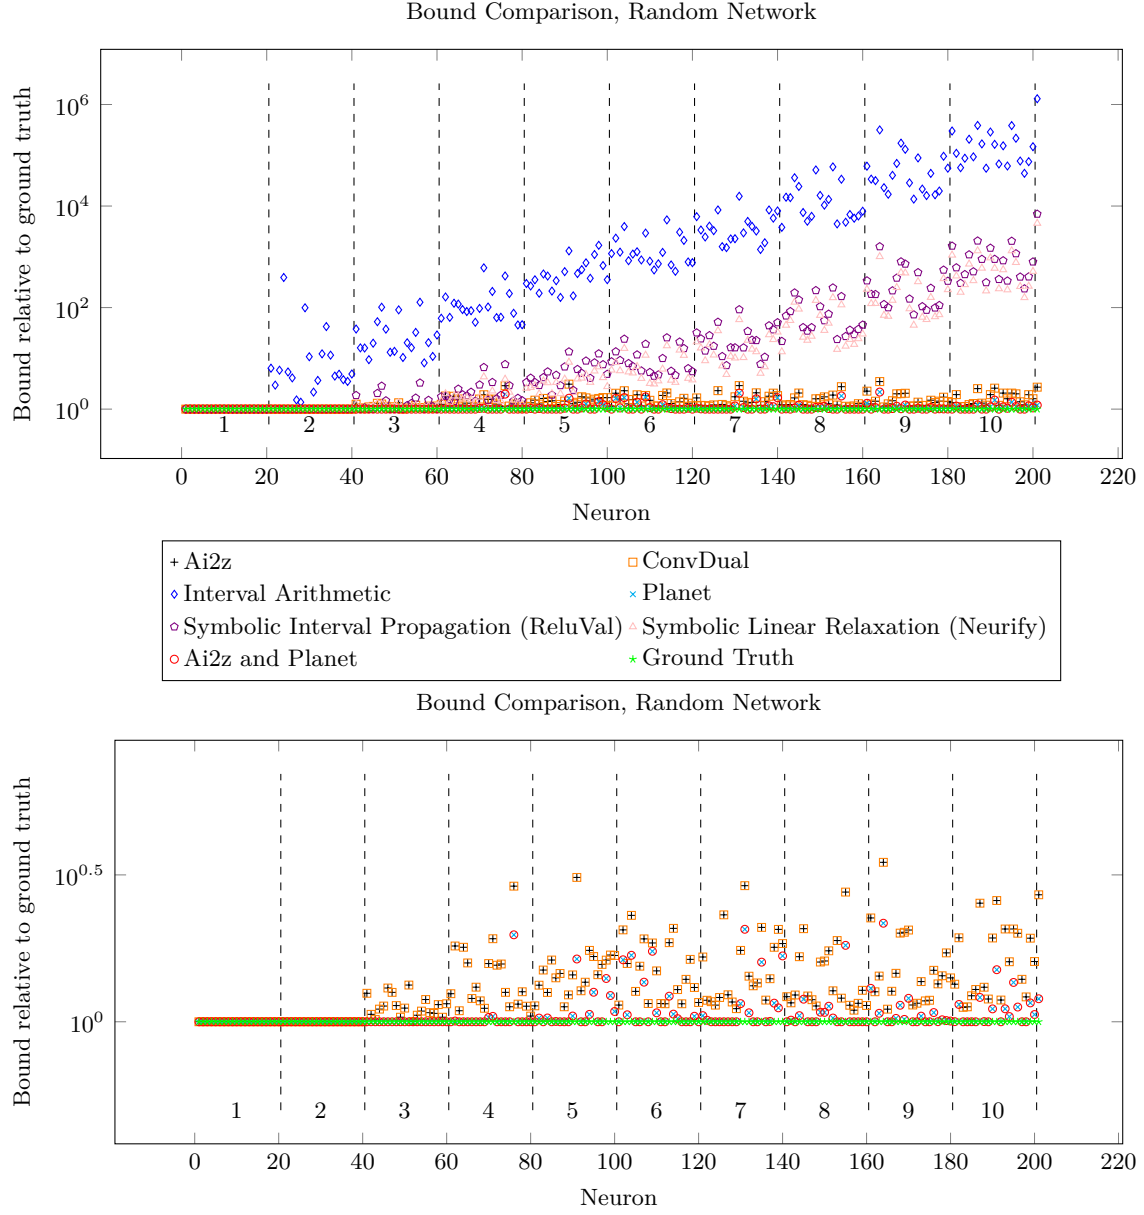 Bound Comparison, Random Network
Bound relative to ground truth
10^6
10^4
10^2
10^0
1 2 3 4 5 6 7 8 9 10
0 20 40 60 80 100 120 140 160 180 200 220
Neuron
Ai2z ConvDual
Interval Arithmetic Planet
Symbolic Interval Propagation (ReluVal) Symbolic Linear Relaxation (Neurify)
Ai2z and Planet Ground Truth
Bound Comparison, Random Network
Bound relative to ground truth
10^0.5
10^0
1 2 3 4 5 6 7 8 9 10
0 20 40 60 80 100 120 140 160 180 200 220
Neuron